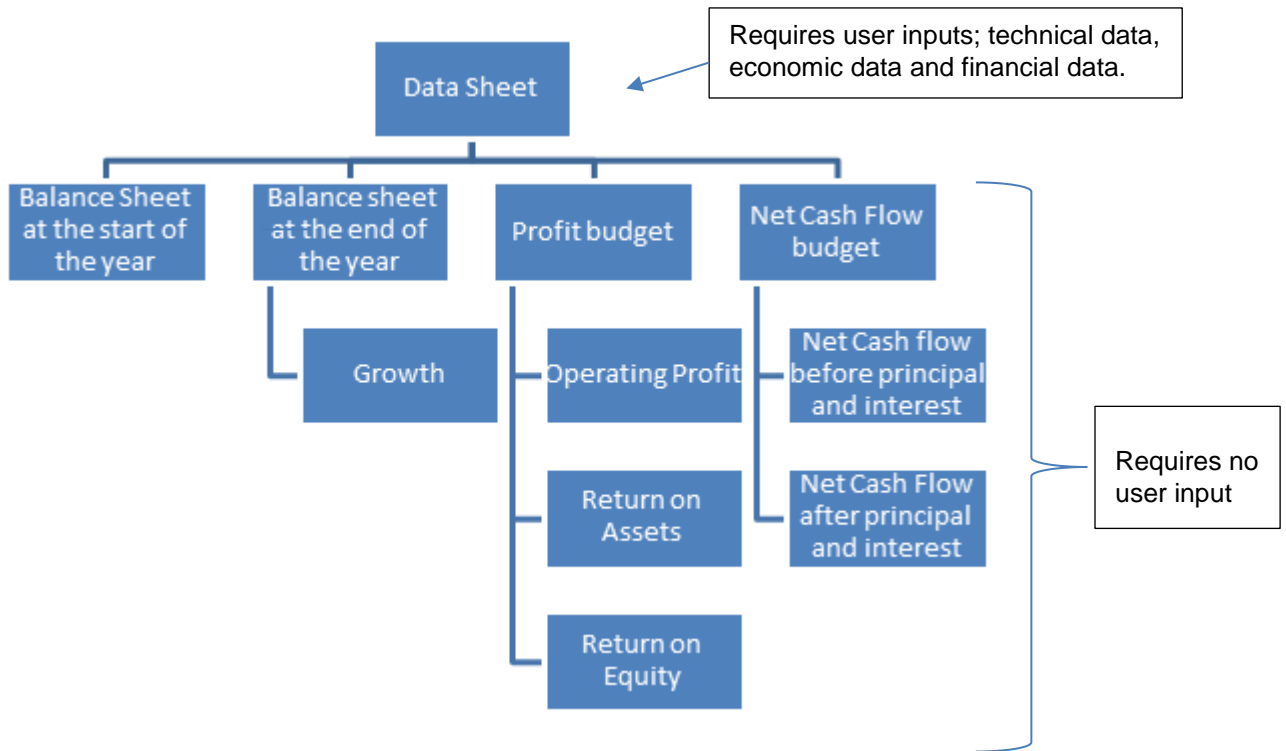 Requires user inputs; technical data,
economic data and financial data.
Data Sheet
Balance Sheet
at the start of
the year
Balance sheet
at the end of
the year
Profit budget
Net Cash Flow
budget
Growth
Operating Profit
Net Cash flow
before principal
and interest
Return on
Assets
Net Cash Flow
after principal
and interest
Return on
Equity
Requires no
user input